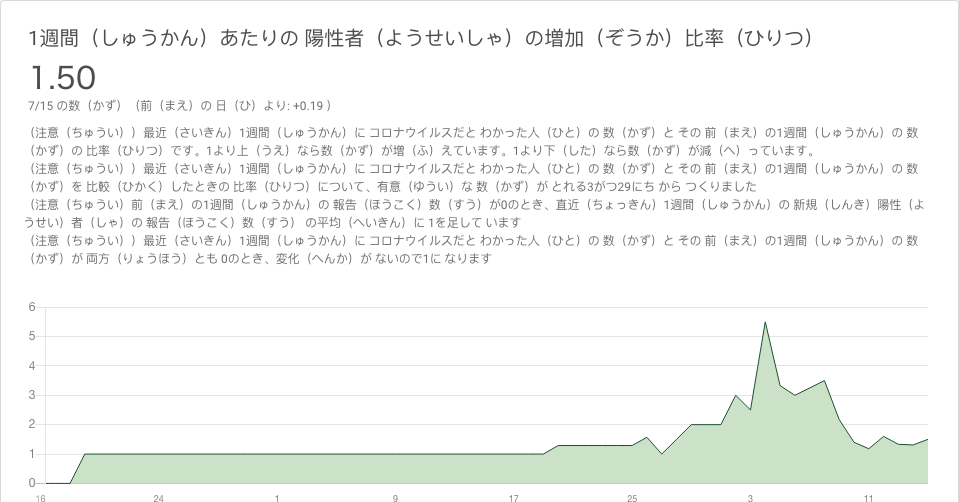 1週間（しゅうかん）あたりの 陽性者（ようせいしゃ）の増加（ぞうか）比率（ひりつ）
1.50
7/15 の数（かず）（前（まえ）の 日（ひ）より: +0.19 ）
（注意（ちゅうい））最近（さいきん）1週間（しゅうかん）に コロナウイルスだと わかった人（ひと）の 数（かず）と その 前（まえ）の1週間（しゅうかん）の 数
（かず）の 比率（ひりつ）です。1より上（うえ）なら数（かず）が増（ふ）えています。1より下（した）なら数（かず）が減（へ）っています。
（注意（ちゅうい））最近（さいきん）1週間（しゅうかん）に コロナウイルスだと わかった人（ひと）の 数（かず）と その 前（まえ）の1週間（しゅうかん）の 数
（かず）を 比較（ひかく）したときの 比率（ひりつ）について、有意（ゆうい）な 数（かず）が とれる3がつ29にち から つくりました
（注意（ちゅうい）前（まえ）の1週間（しゅうかん）の 報告（ほうこく）数（すう）が0のとき、直近（ちょっきん）1週間（しゅうかん）の 新規（しんき）陽性（よ
うせい）者（しゃ）の 報告（ほうこく）数（すう） の平均（へいきん）に 1を足して います
（注意（ちゅうい））最近（さいきん）1週間（しゅうかん）に コロナウイルスだと わかった人（ひと）の 数（かず）と その 前（まえ）の1週間（しゅうかん）の 数
（かず）が 両方（りょうほう）とも 0のとき、変化（へんか）が ないので1に なります
6
5
4
3
2
1
0
16 24 1 9 17 25 3 11